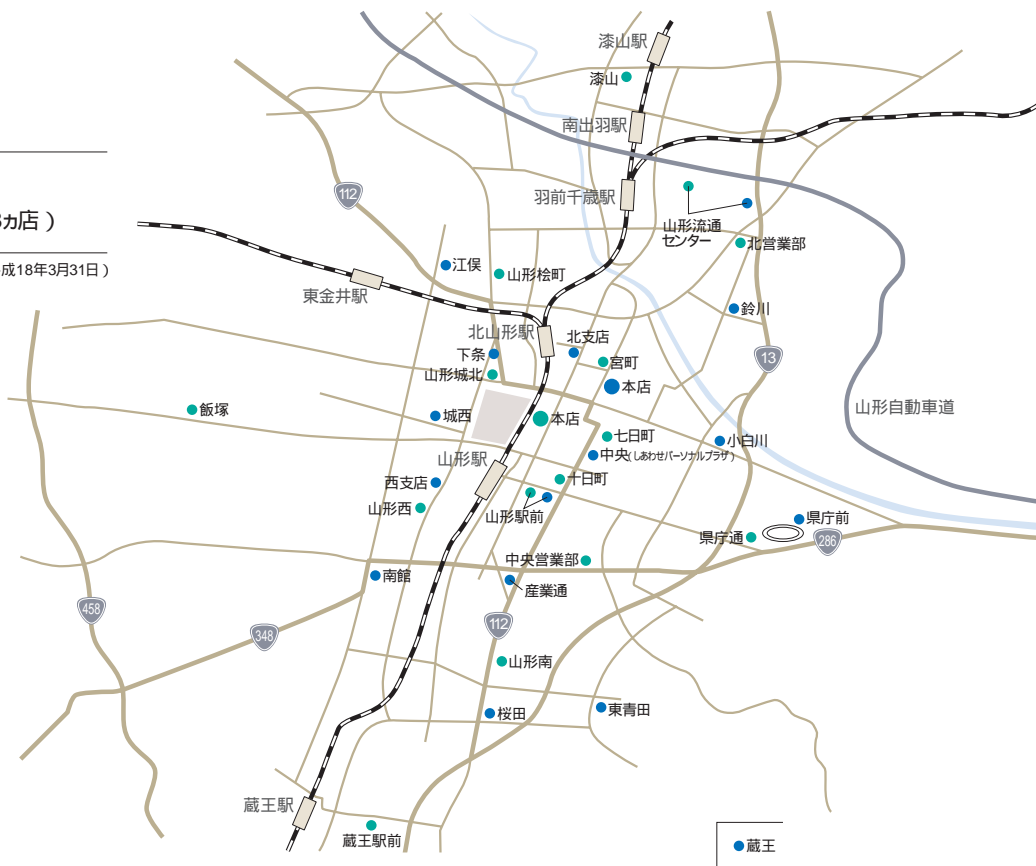 漆山駅
漆山
南出羽駅
112
羽前千歳駅
山形流通
センター
北営業部
ヵ店 )
成18年3月31日 )
江俣
山形桧町
東金井駅
鈴川
北山形駅
北支店
下条
宮町
13
山形城北
本店
飯塚
山形自動車道
城西
本店
七日町
小白川
山形駅
中央(しあわせパーソナルプラザ)
西支店
十日町
山形西
山形駅前
県庁前
県庁通
286
中央営業部
南館
産業通
458
348
112
山形南
桜田
東青田
蔵王駅
蔵王駅前
蔵王